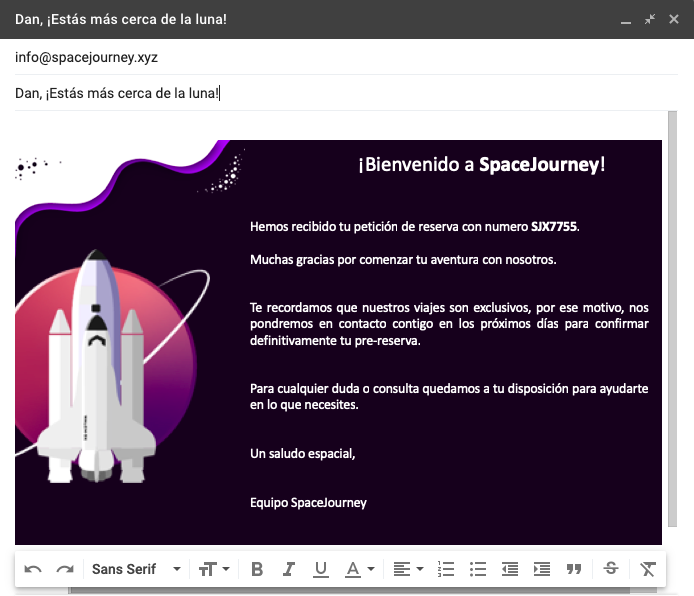 Dan, ¡Estás más cerca de la luna!
info@spacejourney.xyz
Dan, ¡Estás más cerca de la luna!
¡Bienvenido a SpaceJourney!
Hemos recibido tu petición de reserva con numero SJX7755.
Muchas gracias por comenzar tu aventura con nosotros.
Te recordamos que nuestros viajes son exclusivos, por ese motivo, nos
pondremos en contacto contigo en los próximos días para confirmar
definitivamente tu pre-reserva.
Para cualquier duda o consulta quedamos a tu disposición para ayudarte
en lo que necesites.
Un saludo espacial,
Equipo SpaceJourney
Sans Serif